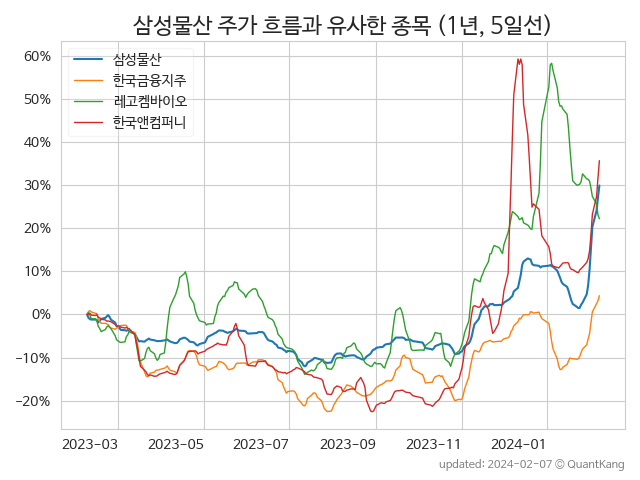 삼성물산 주가 흐름과 유사한 종목 (1년, 5일선)
삼성물산
한국금융지주
레고켐바이오
한국앤컴퍼니
60%
50%
40%
30%
20%
10%
0%
−10%
−20%
2023-03 2023-05 2023-07 2023-09 2023-11 2024-01
updated: 2024-02-07 © QuantKang